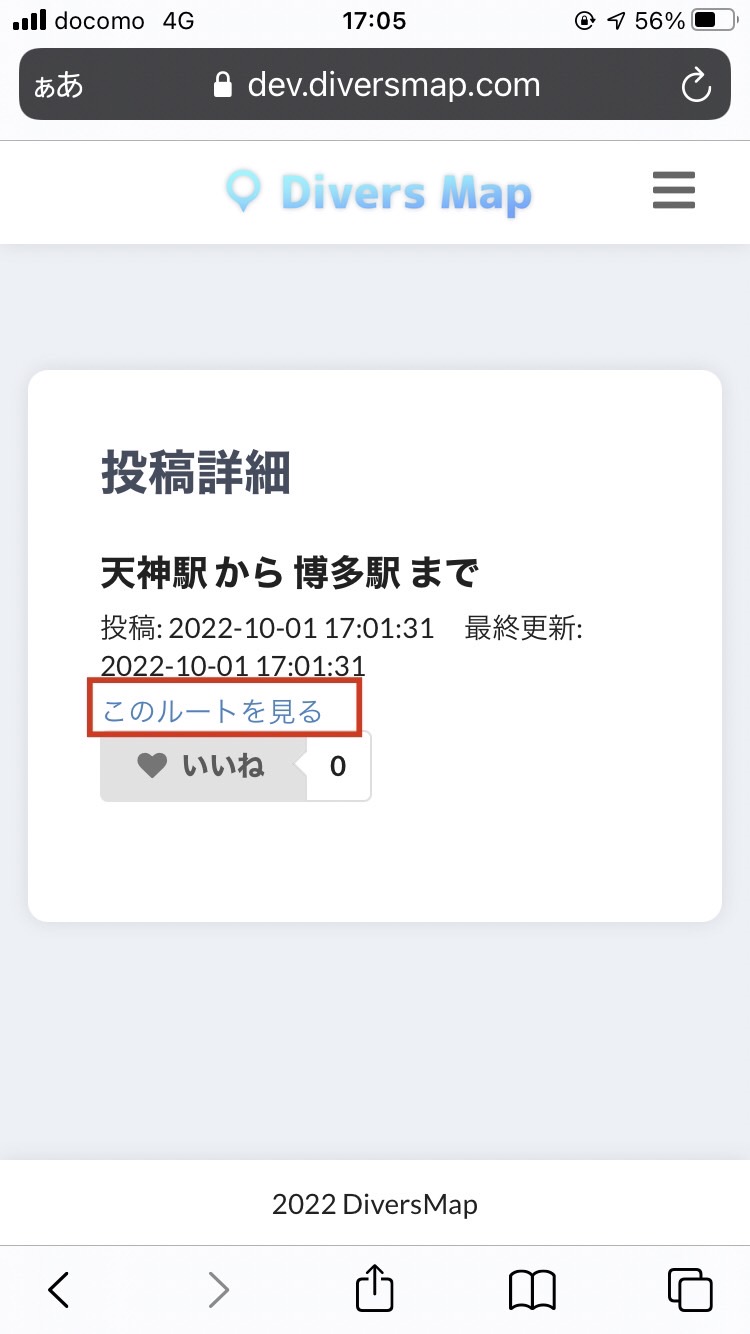 docomo 4G 17:05 56%
ぁあ dev.diversmap.com
Divers Map
投稿詳細
天神駅 から 博多駅 まで
投稿: 2022-10-01 17:01:31 最終更新:
2022-10-01 17:01:31
このルートを見る
いいね 0
2022 DiversMap